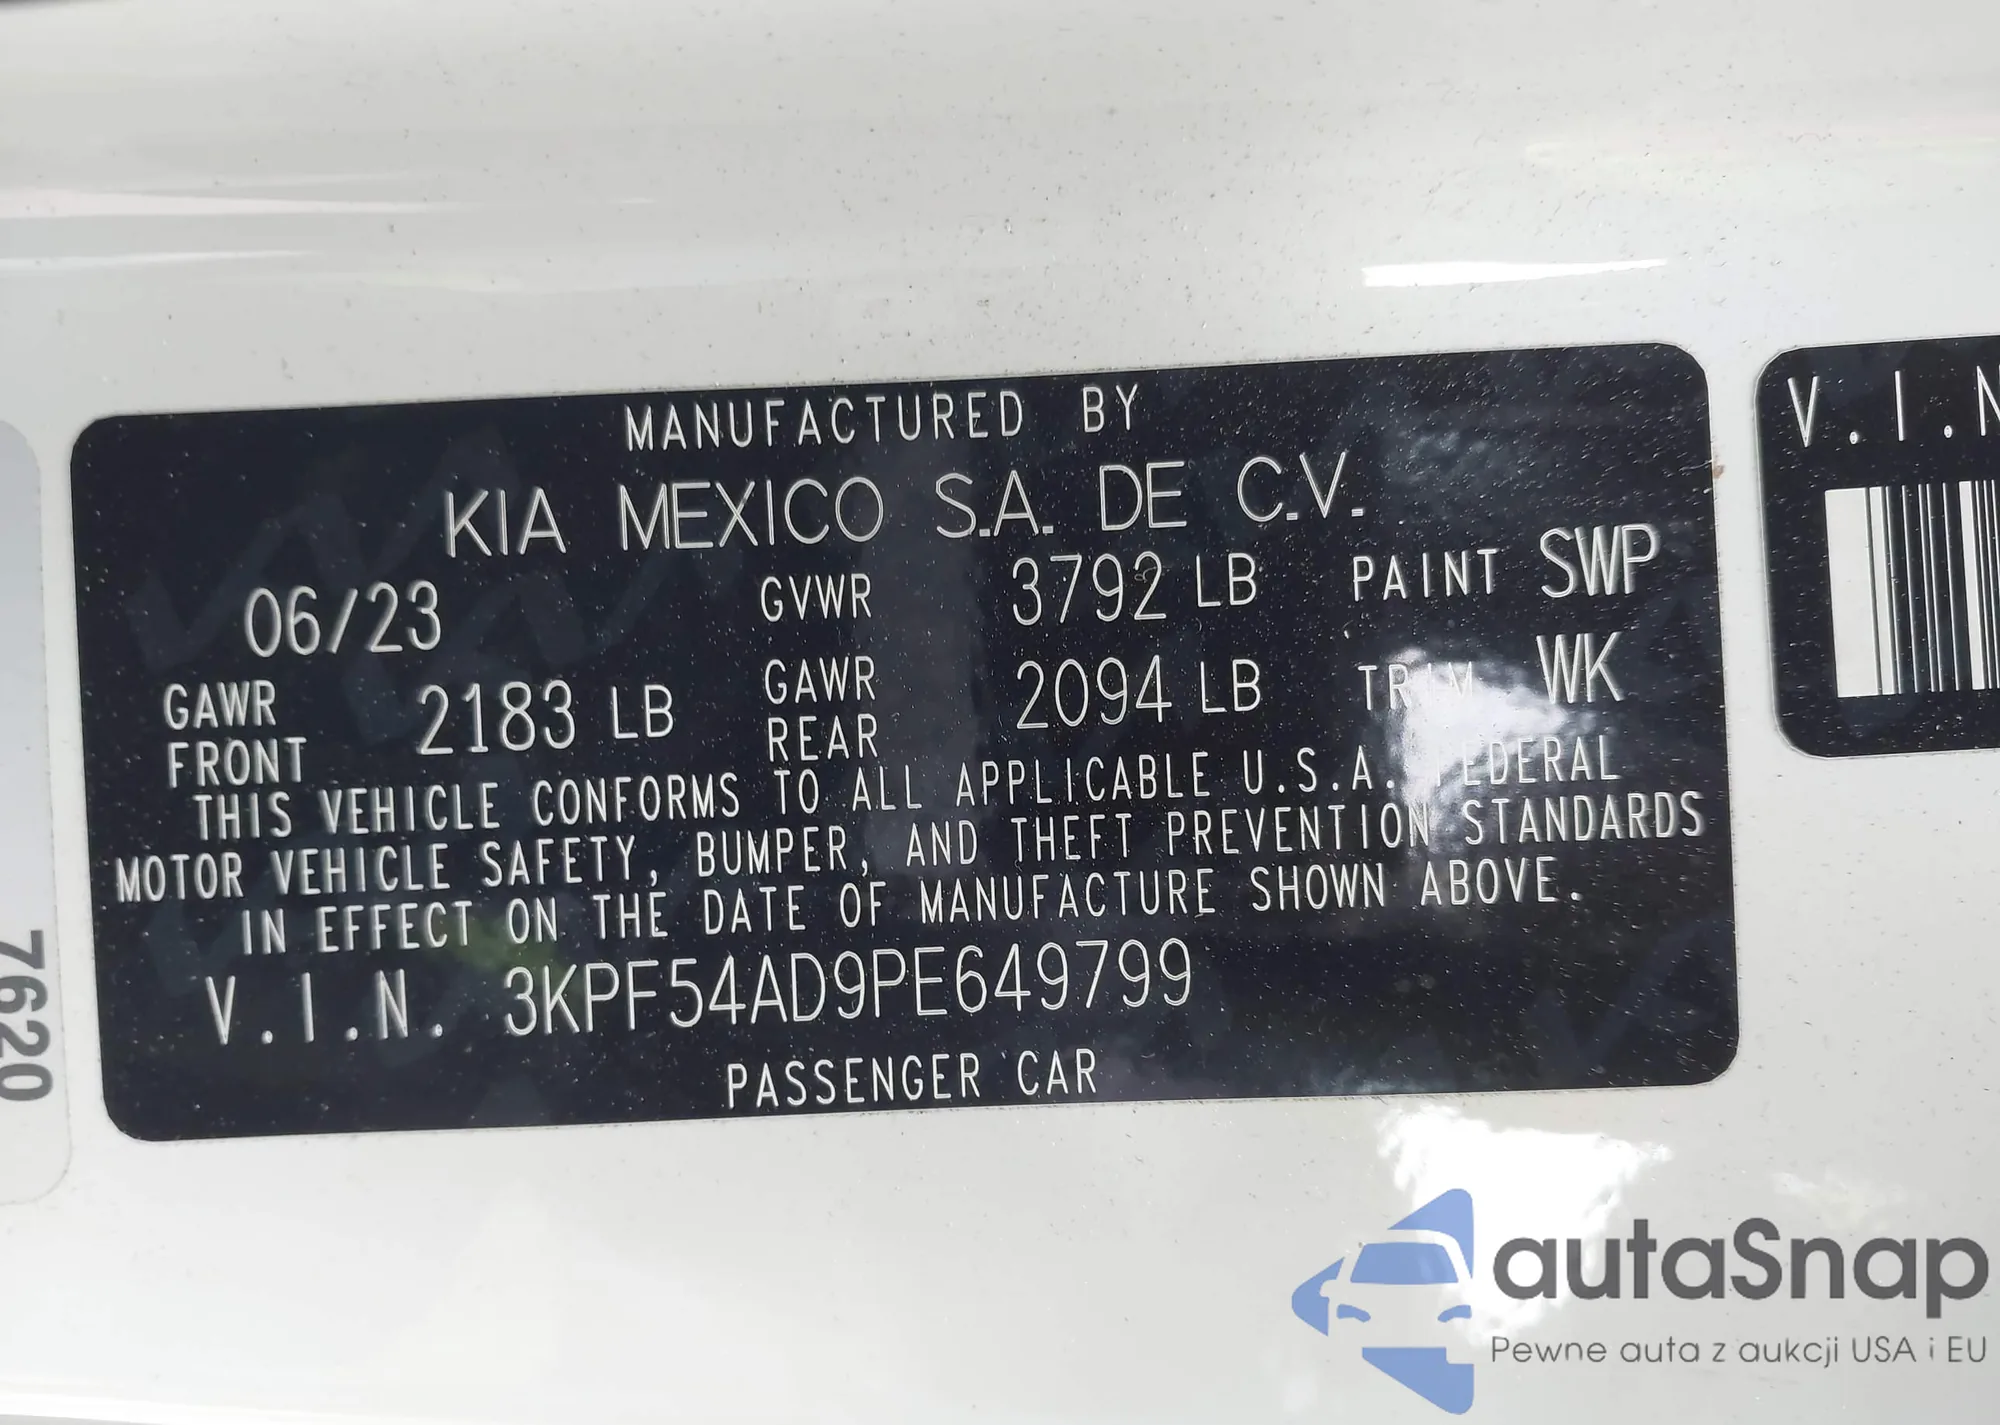 MANUFACTURED BY
KIA MEXICO S.A. DE C.V.
06/23 GVWR 3792 LB PAINT SWP
GAWR FRONT 2183 LB GAWR REAR 2094 LB TRIM WK
THIS VEHICLE CONFORMS TO ALL APPLICABLE U.S.A. FEDERAL
MOTOR VEHICLE SAFETY, BUMPER, AND THEFT PREVENTION STANDARDS
IN EFFECT ON THE DATE OF MANUFACTURE SHOWN ABOVE.
V.I.N. 3KPF54AD9PE649799
PASSENGER CAR
V.I.N
7620
autaSnap
Pewne auta z aukcji USA i EU